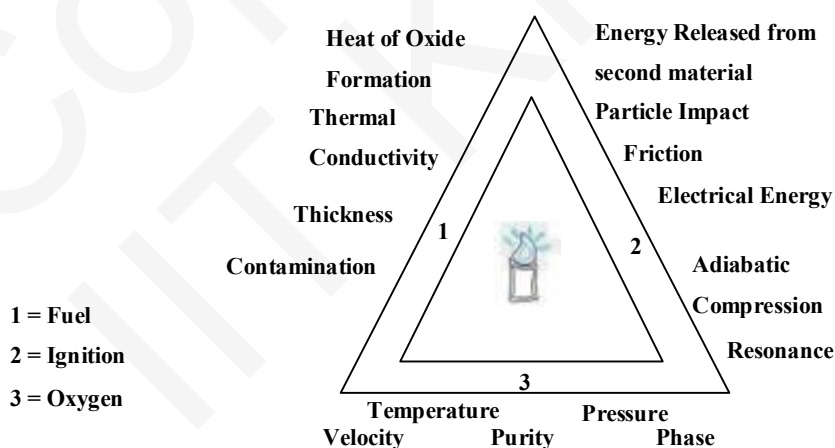 Heat of Oxide
Formation
Thermal
Conductivity
Thickness
Contamination
Energy Released from
second material
Particle Impact
Friction
Electrical Energy
Adiabatic
Compression
Resonance
1
2
3
1 = Fuel
2 = Ignition
3 = Oxygen
Temperature
Pressure
Velocity
Purity
Phase